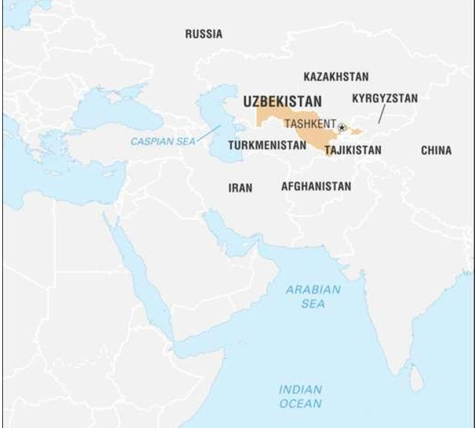 RUSSIA
KAZAKHSTAN
KYRGYZSTAN
UZBEKISTAN
TASHKENT
CASPIAN SEA
TURKMENISTAN
TAJIKISTAN
CHINA
IRAN
AFGHANISTAN
ARABIAN
SEA
INDIAN
OCEAN